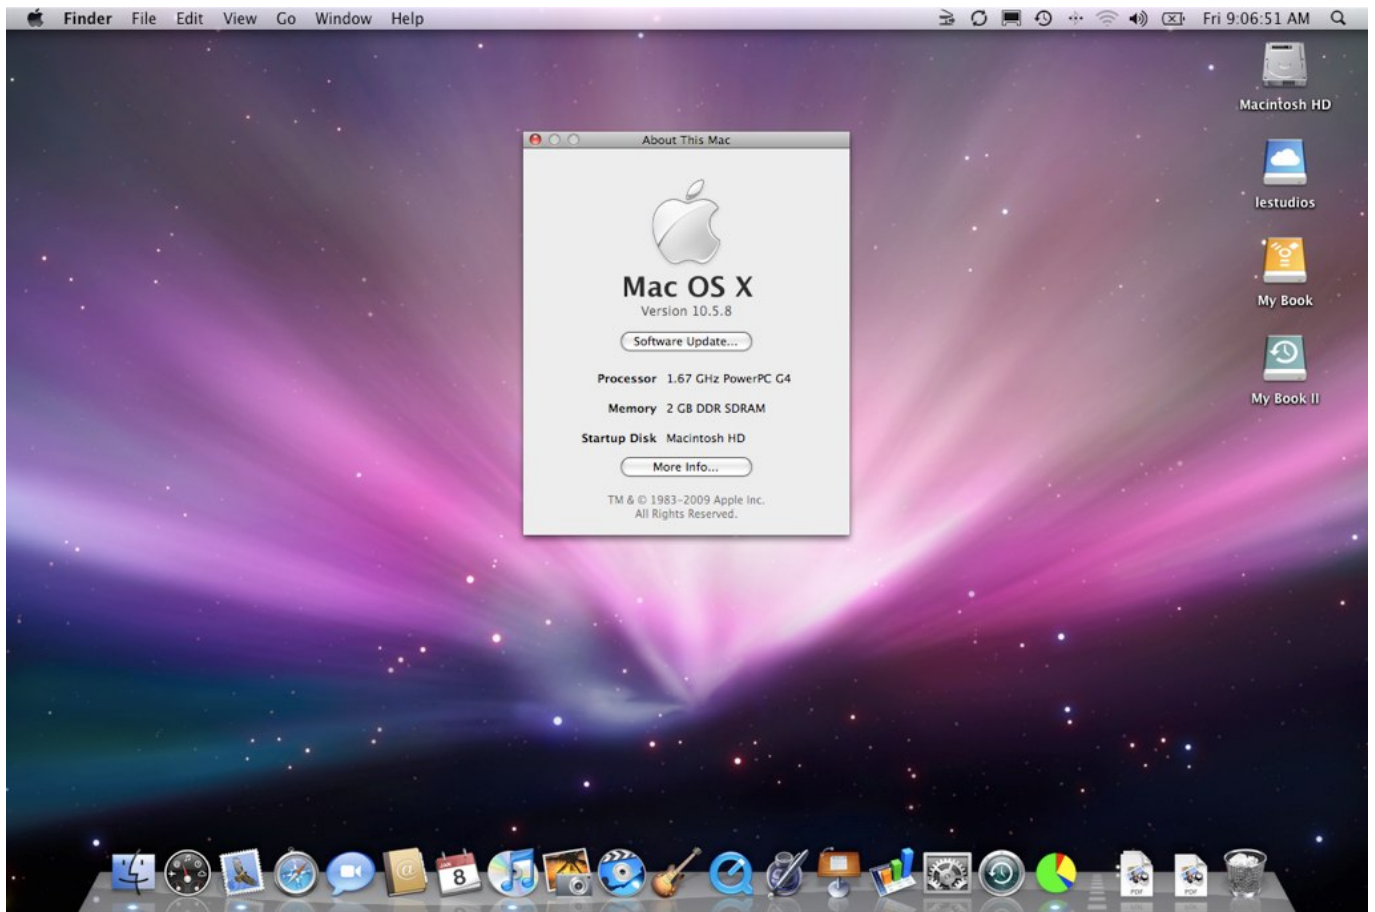 Finder File Edit View Go Window Help
Fri 9:06:51 AM
Macintosh HD
lestudios
My Book
My Book II
About This Mac
Mac OS X
Version 10.5.8
Software Update...
Processor 1.67 GHz PowerPC G4
Memory 2 GB DDR SDRAM
Startup Disk Macintosh HD
More Info...
TM & © 1983-2009 Apple Inc.
All Rights Reserved.
JAN
8
PDF
PDF